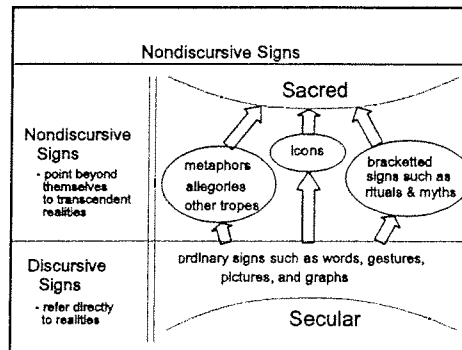 Nondiscursive Signs
Sacred
Nondiscursive
Signs
- point beyond
themselves
to transcendent
realities
metaphors
allegories
other tropes
icons
bracketted
signs such as
rituals & myths
Discursive
Signs
- refer directly
to realities
ordinary signs such as words, gestures,
pictures, and graphs
Secular